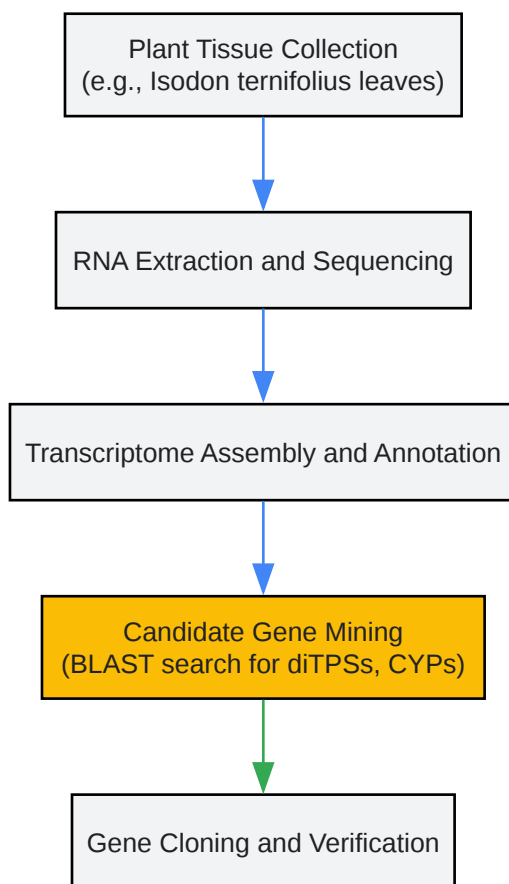 Plant Tissue Collection
(e.g., Isodon ternifolius leaves)
RNA Extraction and Sequencing
Transcriptome Assembly and Annotation
Candidate Gene Mining
(BLAST search for diTPSs, CYPs)
Gene Cloning and Verification